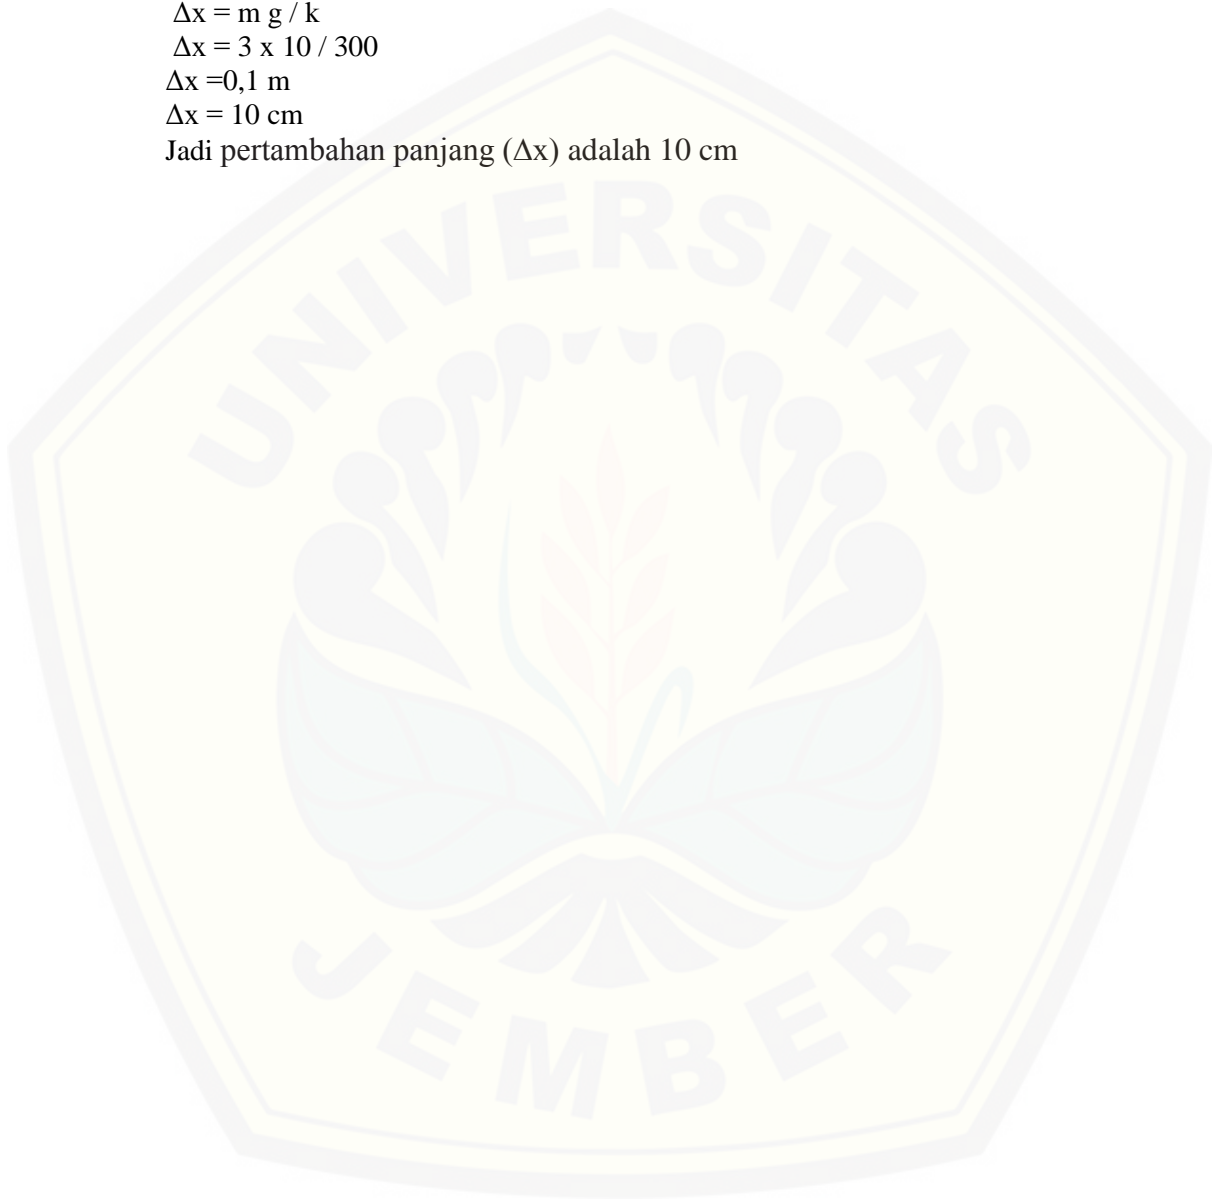 Δx = m g / k
Δx = 3 x 10 / 300
Δx =0,1 m
Δx = 10 cm
Jadi pertambahan panjang (Δx) adalah 10 cm
UNIVERSITAS
JEMBER